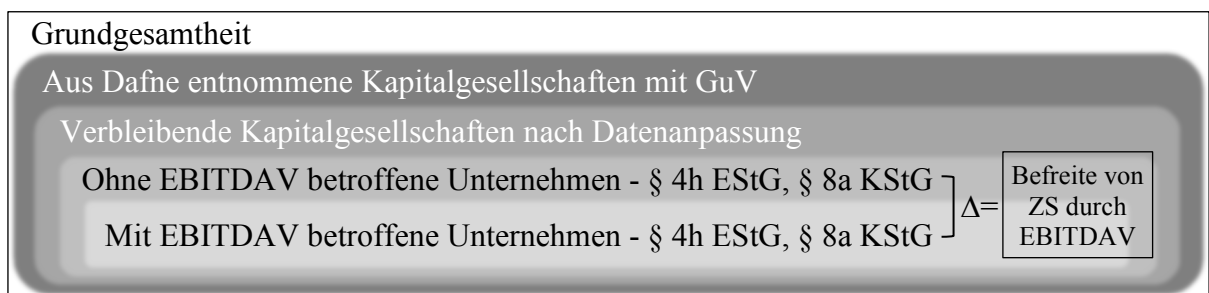 Grundgesamtheit
Aus Dafne entnommene Kapitalgesellschaften mit GuV
Verbleibende Kapitalgesellschaften nach Datenanpassung
Ohne EBITDAV betroffene Unternehmen - § 4h EStG, § 8a KStG
Mit EBITDAV betroffene Unternehmen - § 4h EStG, § 8a KStG
Δ=
Befreite von
ZS durch
EBITDAV